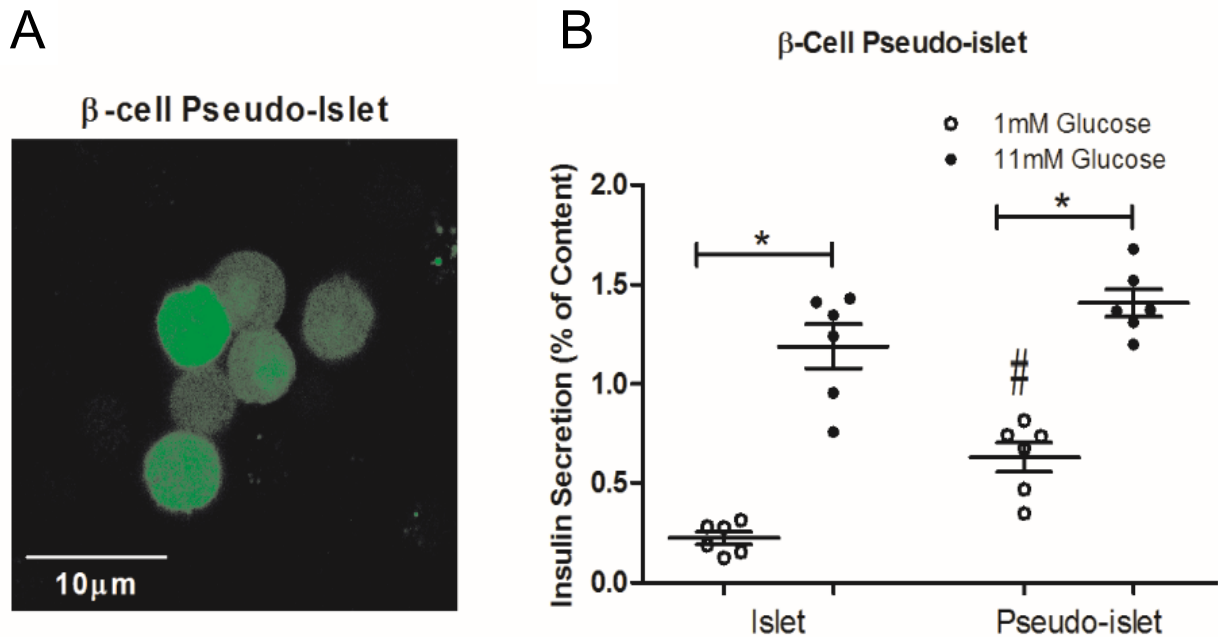 A
β-cell Pseudo-Islet
10μm
B
β-Cell Pseudo-islet
1mM Glucose
11mM Glucose
Insulin Secretion (% of Content)
2.0
1.5
1.0
0.5
0.0
*
*
#
Islet
Pseudo-islet